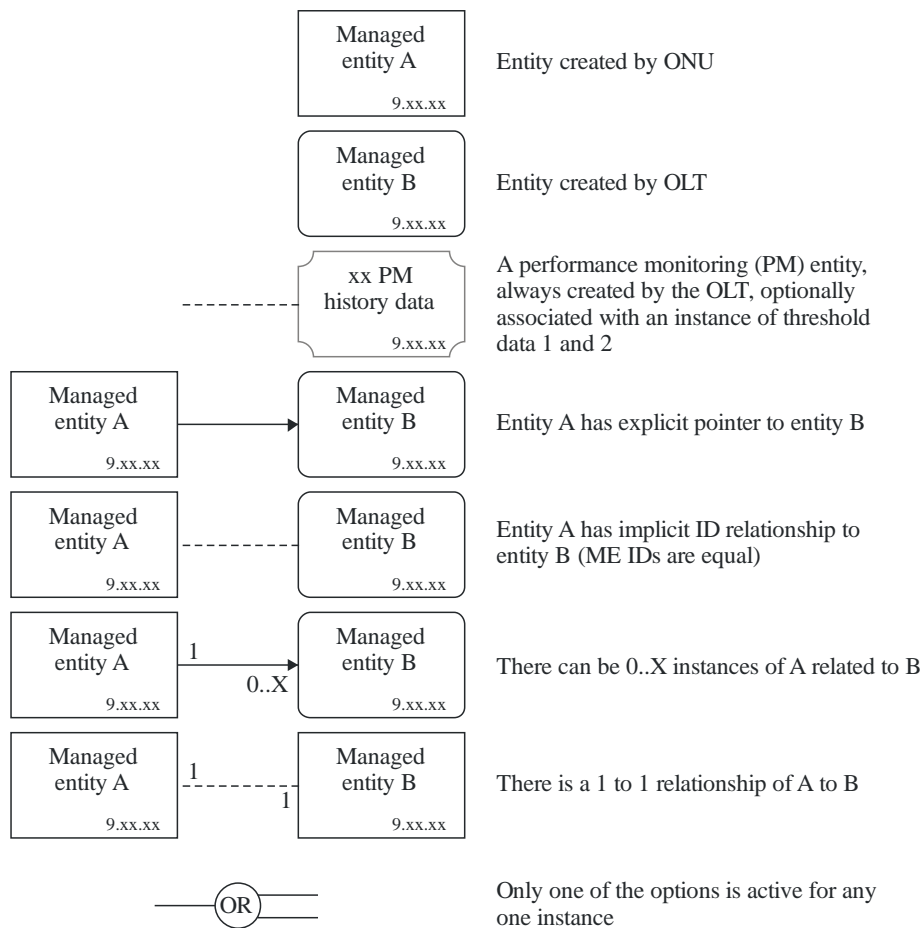 Managed
entity A
9.xx.xx
Entity created by ONU
Managed
entity B
9.xx.xx
Entity created by OLT
xx PM
history data
9.xx.xx
A performance monitoring (PM) entity,
always created by the OLT, optionally
associated with an instance of threshold
data 1 and 2
Managed
entity A
9.xx.xx
Managed
entity B
9.xx.xx
Entity A has explicit pointer to entity B
Managed
entity A
9.xx.xx
Managed
entity B
9.xx.xx
Entity A has implicit ID relationship to
entity B (ME IDs are equal)
Managed
entity A
9.xx.xx
1
0..X
Managed
entity B
9.xx.xx
There can be 0..X instances of A related to B
Managed
entity A
9.xx.xx
1
1
Managed
entity B
9.xx.xx
There is a 1 to 1 relationship of A to B
OR
Only one of the options is active for any
one instance